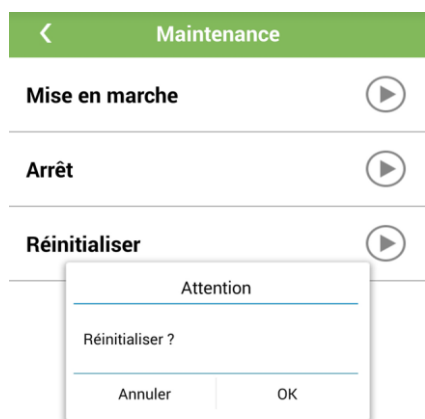 Maintenance
Mise en marche
Arrêt
Réinitialiser
Attention
Réinitialiser ?
Annuler OK